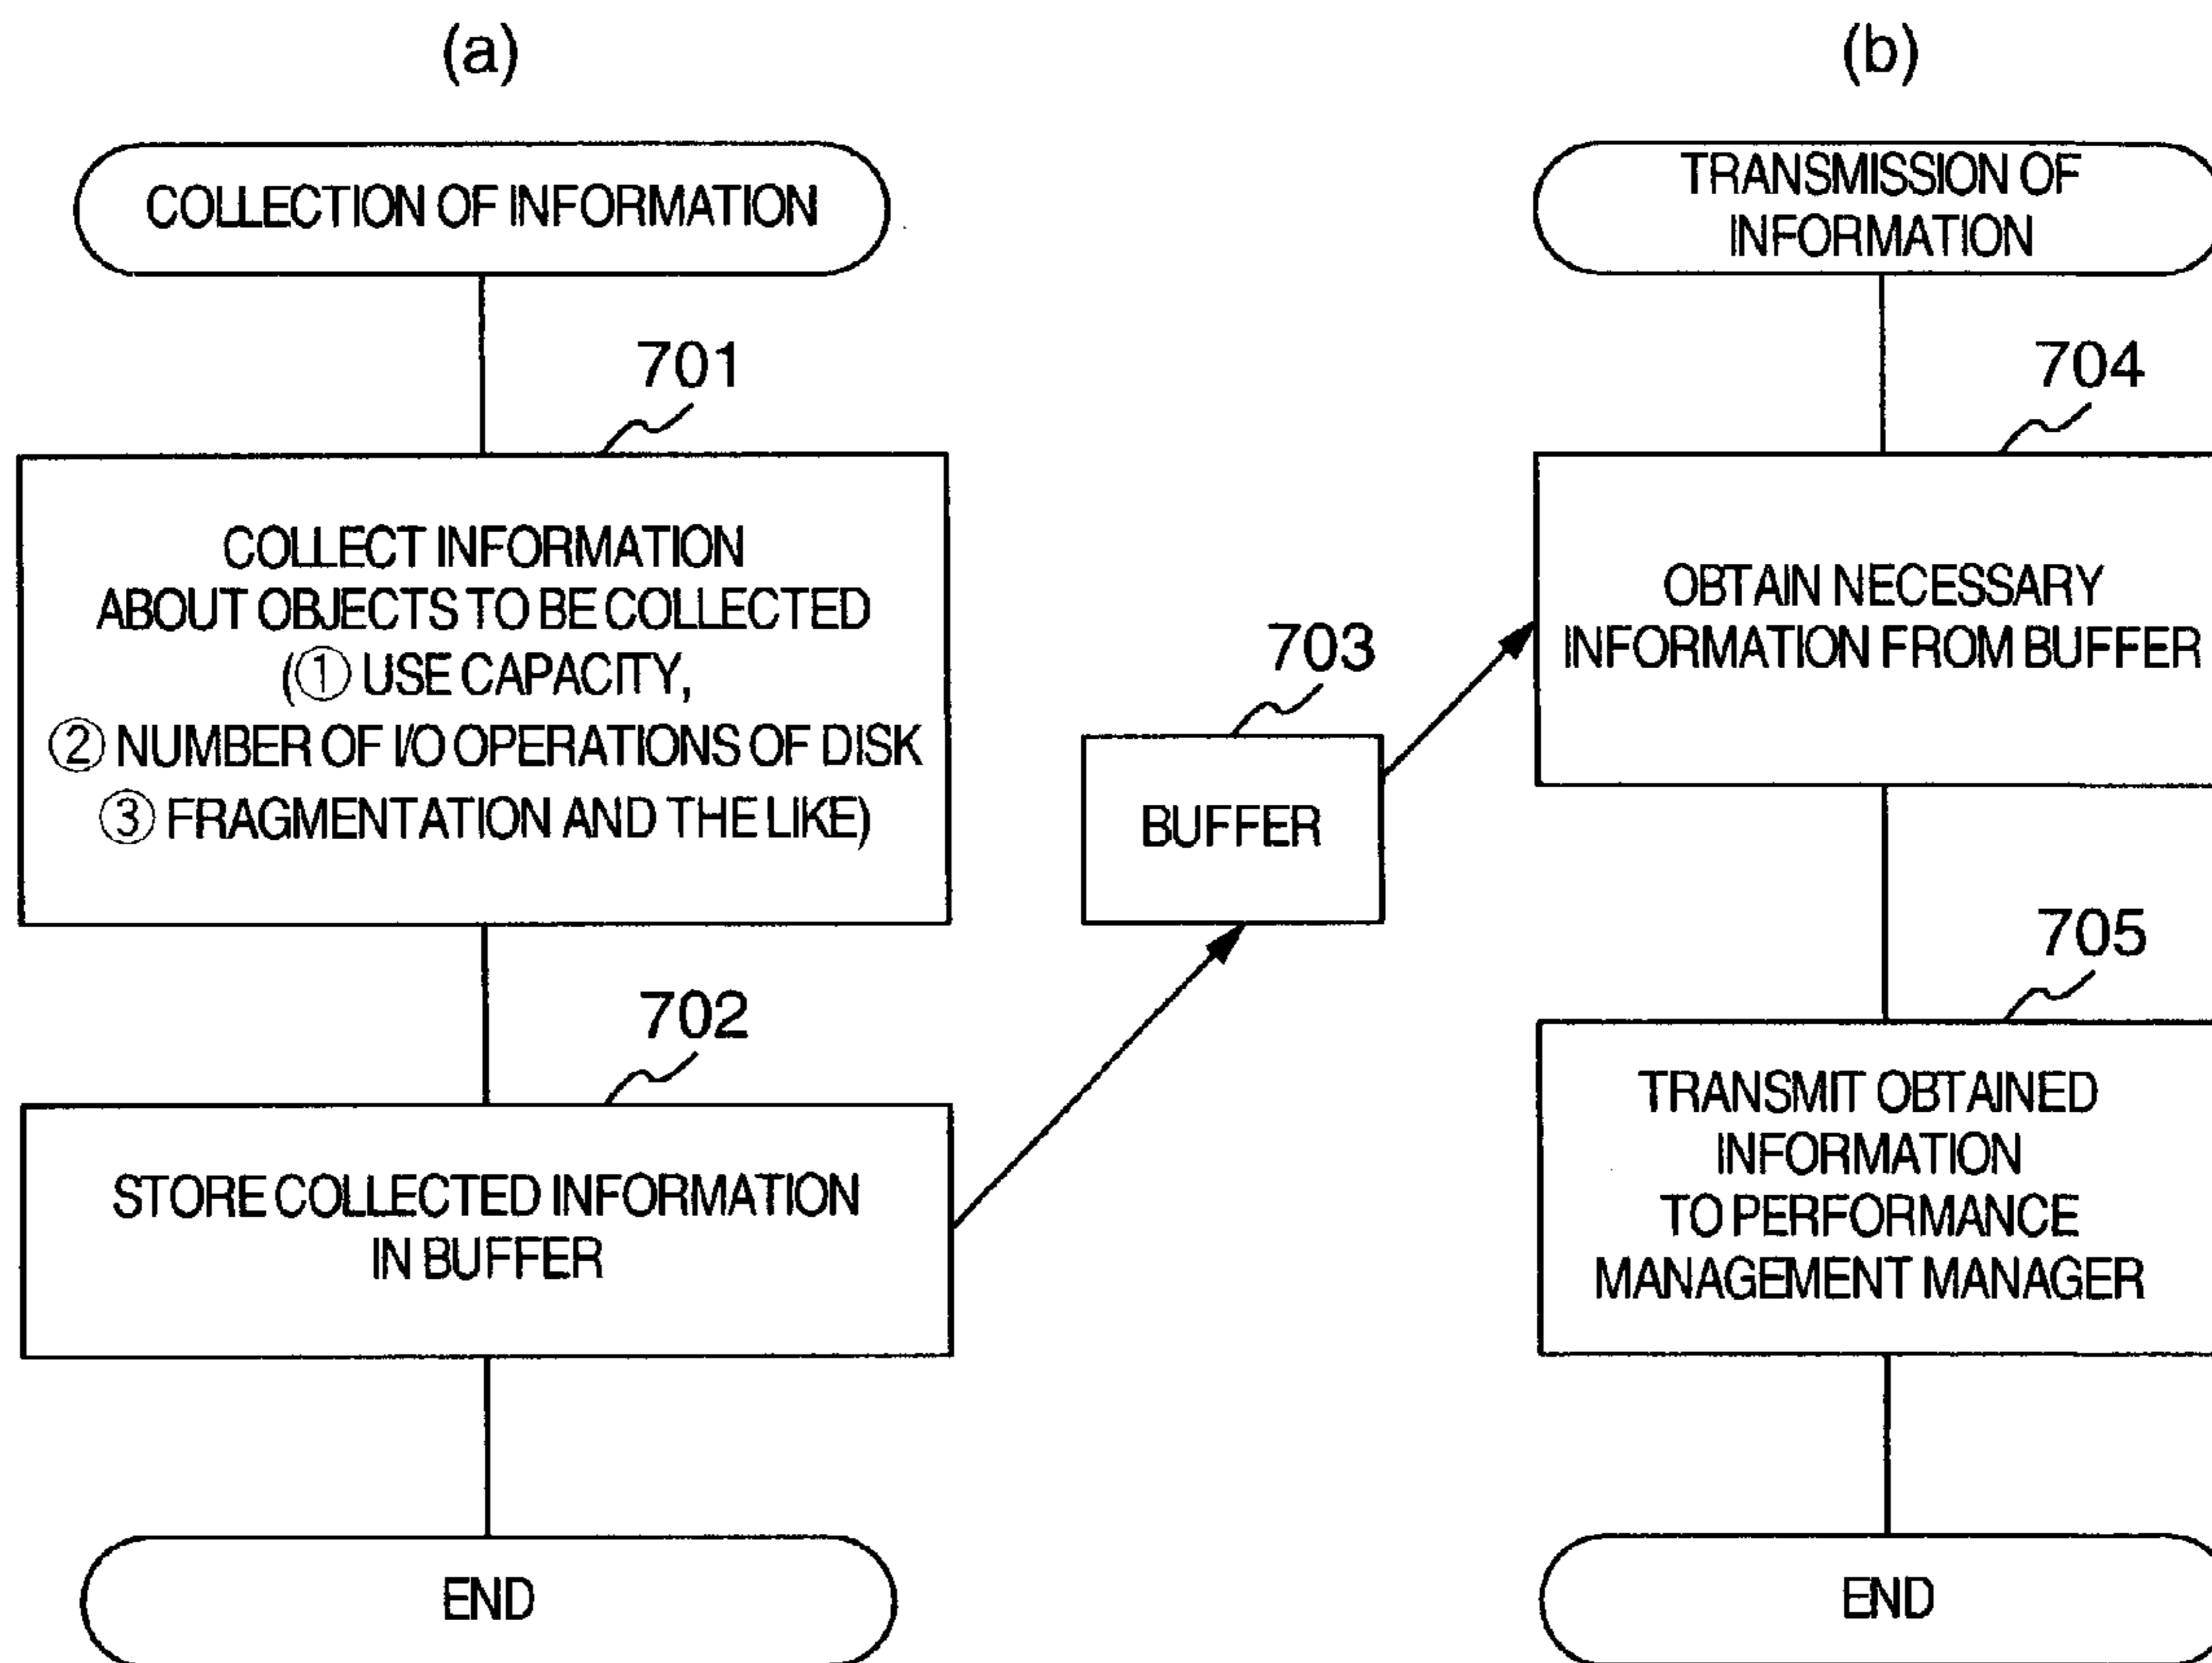 (a)
COLLECTION OF INFORMATION
701
COLLECT INFORMATION
ABOUT OBJECTS TO BE COLLECTED
(① USE CAPACITY,
② NUMBER OF I/O OPERATIONS OF DISK
③ FRAGMENTATION AND THE LIKE)
702
STORE COLLECTED INFORMATION
IN BUFFER
END
703
BUFFER
(b)
TRANSMISSION OF
INFORMATION
704
OBTAIN NECESSARY
INFORMATION FROM BUFFER
705
TRANSMIT OBTAINED
INFORMATION
TO PERFORMANCE
MANAGEMENT MANAGER
END